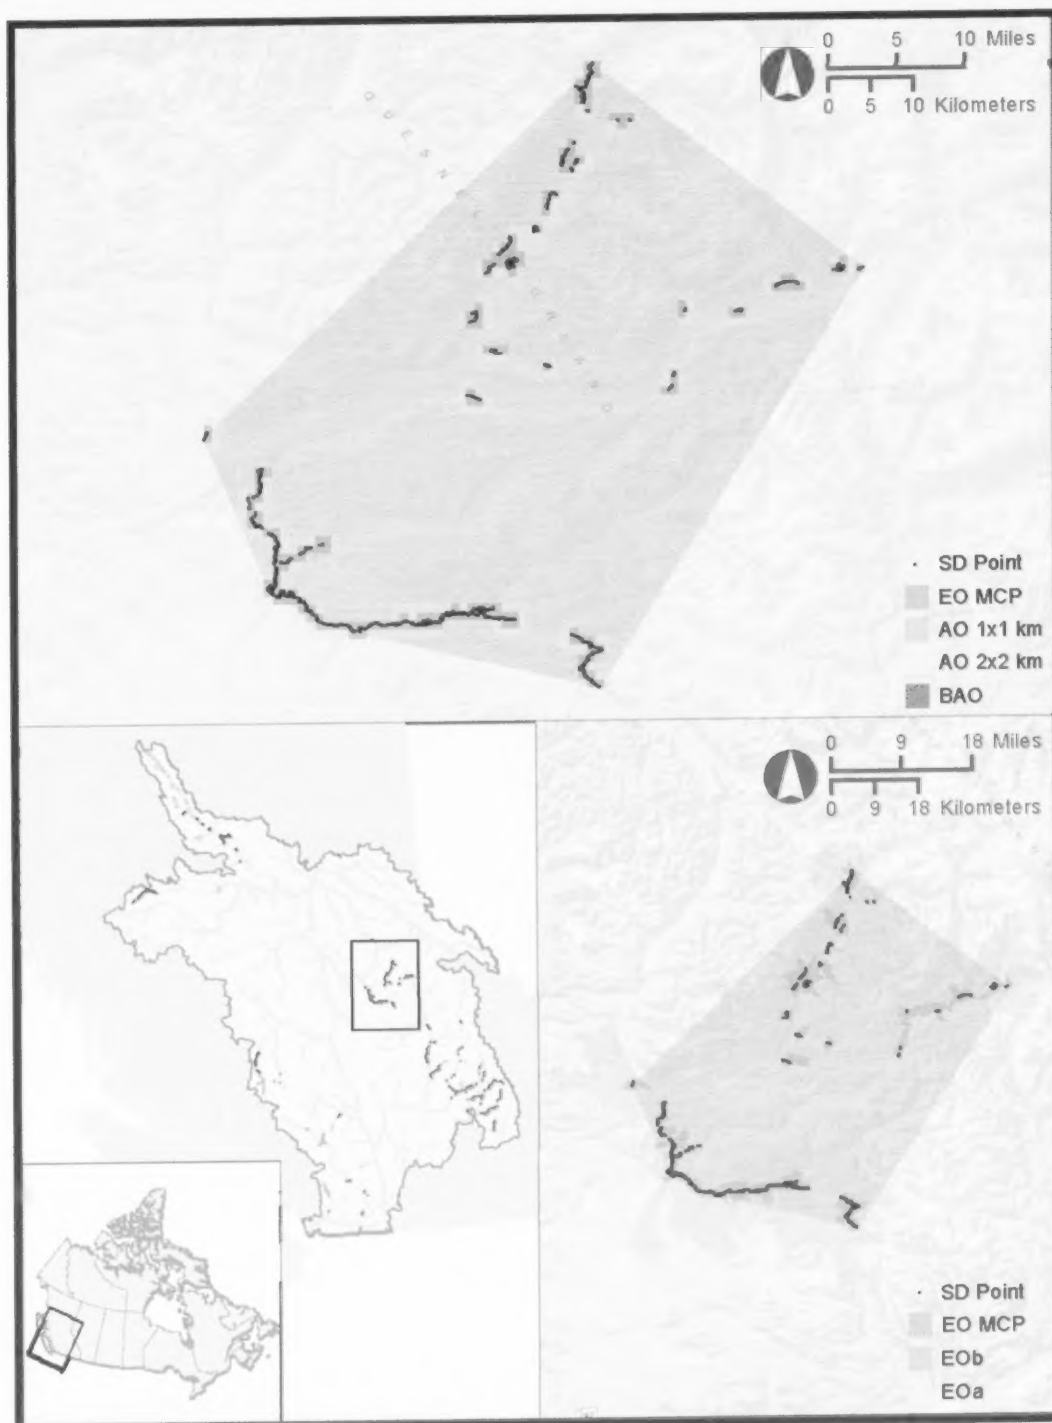 0 5 10 Miles
0 5 10 Kilometers
SD Point
EO MCP
AO 1x1 km
AO 2x2 km
BAO
0 9 18 Miles
0 9 18 Kilometers
SD Point
EO MCP
EOb
EOa